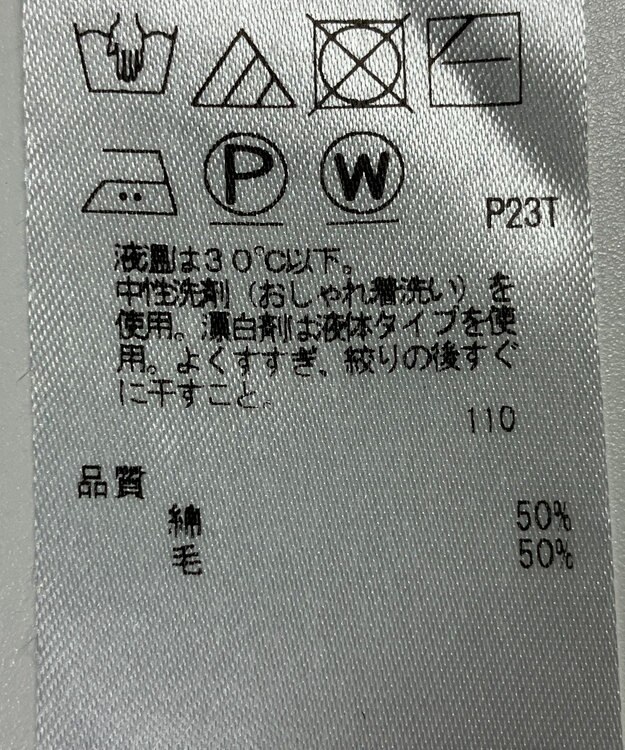 P
W
P23T
液温は30℃以下。
中性洗剤（おしゃれ着洗い）を
使用。漂白剤は液体タイプを使
用。よくすすぎ、絞りの後すぐ
に干すこと。
110
品質
綿 50%
毛 50%